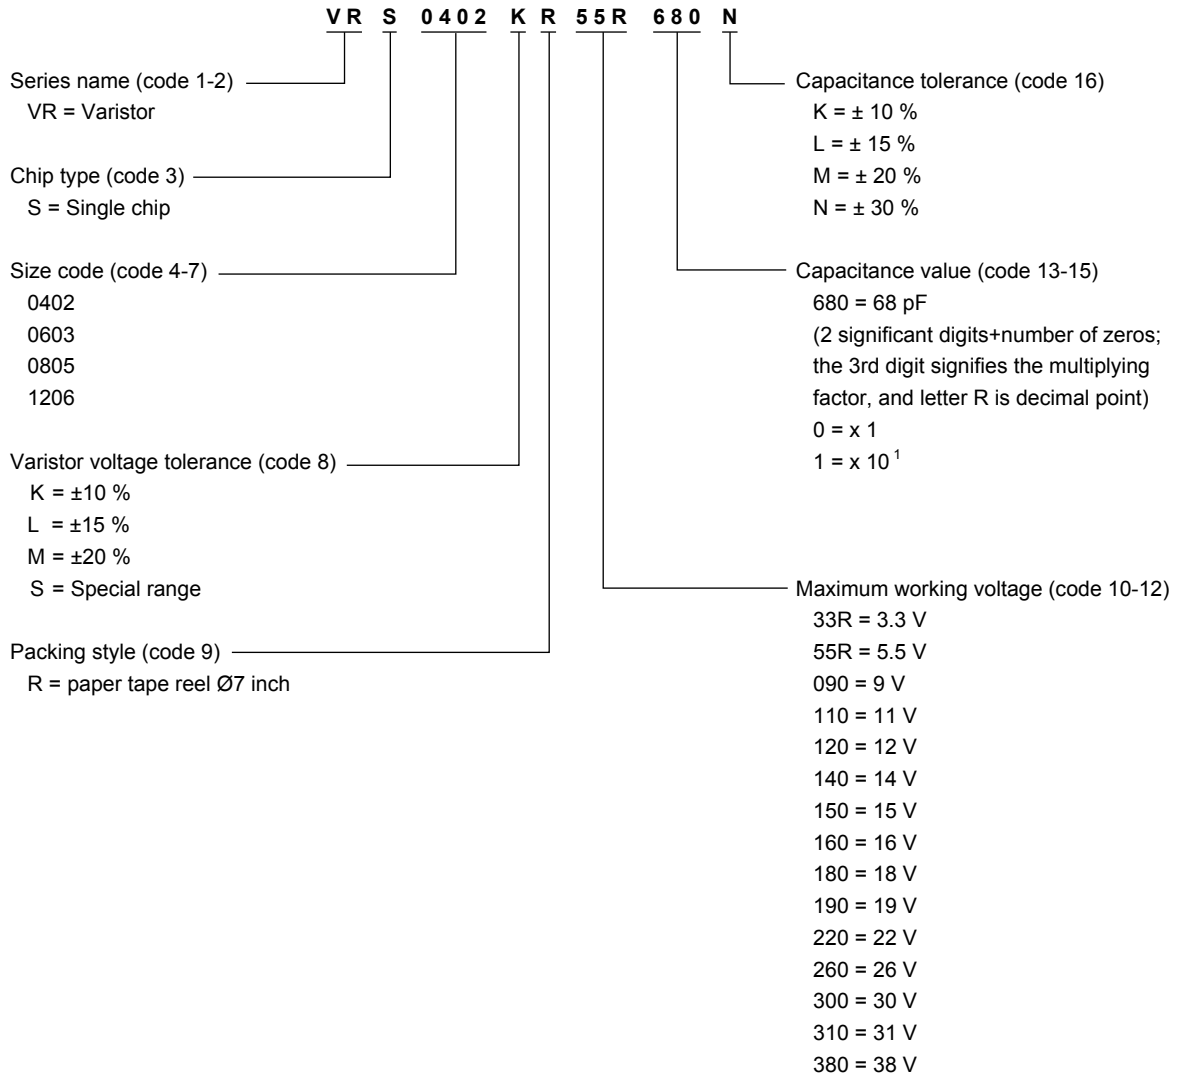 VR S 0402 K R 55R 680 N
Series name (code 1-2)
VR = Varistor
Chip type (code 3)
S = Single chip
Size code (code 4-7)
0402
0603
0805
1206
Varistor voltage tolerance (code 8)
K = ±10 %
L = ±15 %
M = ±20 %
S = Special range
Packing style (code 9)
R = paper tape reel Ø7 inch
Capacitance tolerance (code 16)
K = ± 10 %
L = ± 15 %
M = ± 20 %
N = ± 30 %
Capacitance value (code 13-15)
680 = 68 pF
(2 significant digits+number of zeros;
the 3rd digit signifies the multiplying
factor, and letter R is decimal point)
0 = x 1
1 = x 10 ¹
Maximum working voltage (code 10-12)
33R = 3.3 V
55R = 5.5 V
090 = 9 V
110 = 11 V
120 = 12 V
140 = 14 V
150 = 15 V
160 = 16 V
180 = 18 V
190 = 19 V
220 = 22 V
260 = 26 V
300 = 30 V
310 = 31 V
380 = 38 V